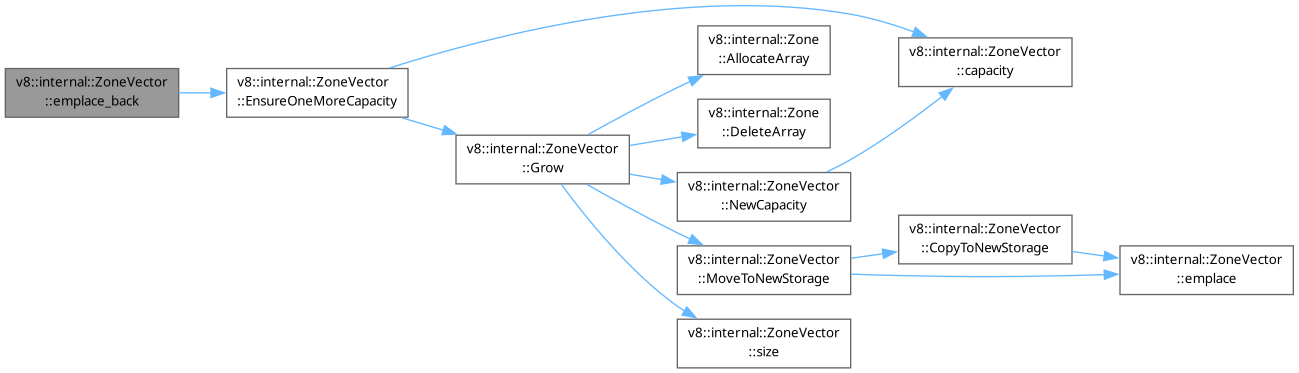 v8::internal::ZoneVector
::emplace_back
v8::internal::ZoneVector
::EnsureOneMoreCapacity
v8::internal::ZoneVector
::Grow
v8::internal::Zone
::AllocateArray
v8::internal::Zone
::DeleteArray
v8::internal::ZoneVector
::NewCapacity
v8::internal::ZoneVector
::MoveToNewStorage
v8::internal::ZoneVector
::size
v8::internal::ZoneVector
::capacity
v8::internal::ZoneVector
::CopyToNewStorage
v8::internal::ZoneVector
::emplace